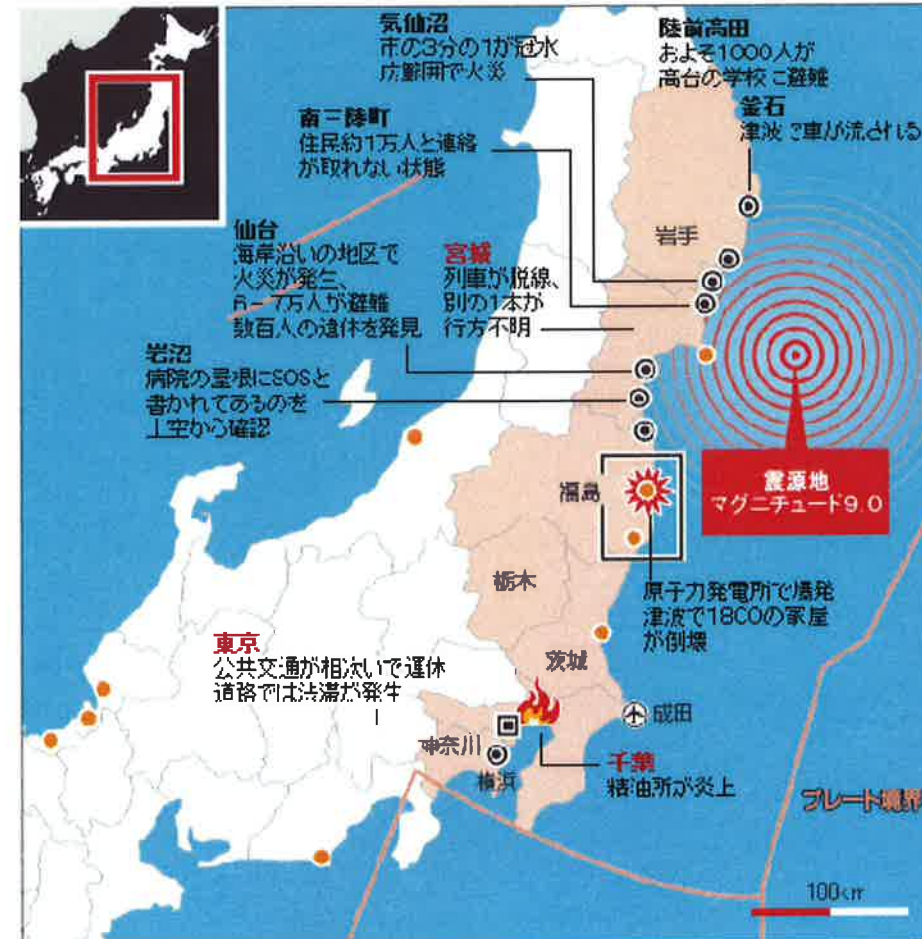 気仙沼
市の3分の1が冠水
広範囲で火災
陸前高田
およそ1000人が
高台の学校に避難
釜石
津波で車が流される
南三陸町
住民約1万人と連絡
が取れない状態
仙台
海岸沿いの地区で
火災が発生、
6－7万人が避難
数百人の遺体を発見
宮城
列車が脱線、
別の1本が
行方不明
岩手
岩沼
病院の屋根にSOSと
書かれてあるのを
上空から確認
震源地
マグニチュード9.0
福島
原子力発電所で爆発
津波で1800の家屋
が倒壊
栃木
茨城
東京
公共交通が相次いで運休
道路では渋滞が発生
成田
神奈川
横浜
千葉
精油所が炎上
プレート境界
100km